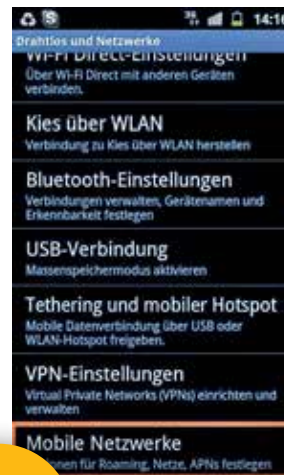 14:16
Drahtlos und Netzwerke
Wi-Fi Direct-Einstellungen
Über Wi-Fi Direct mit anderen Geräten
verbinden.
Kies über WLAN
Verbindung zu Kies über WLAN herstellen
Bluetooth-Einstellungen
Verbindungen verwalten, Gerätenamen und
Erkennbarkeit festlegen
USB-Verbindung
Massenspeichermodus aktivieren
Tethering und mobiler Hotspot
Mobile Datenverbindung über USB oder
WLAN-Hotspot freigeben.
VPN-Einstellungen
Virtual Private Networks (VPNs) einrichten und
verwalten
Mobile Netzwerke
für Roaming, Netze, APNs festlegen